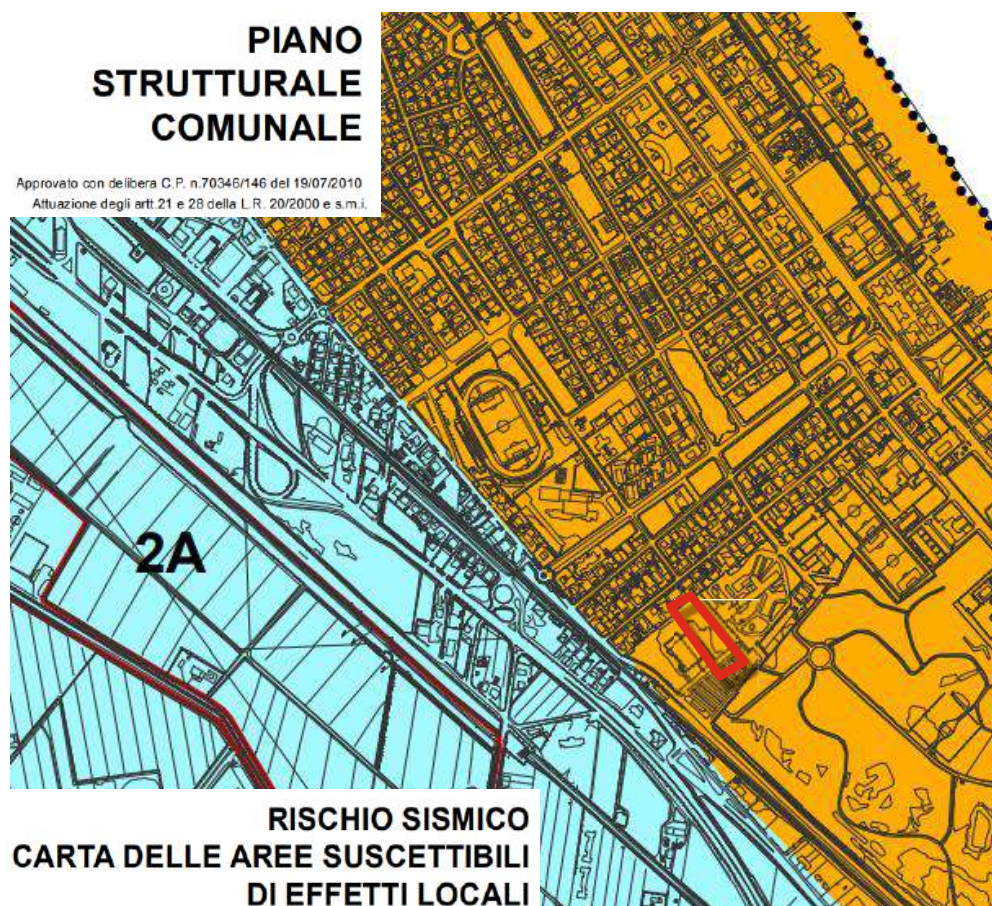 PIANO
STRUTTURALE
COMUNALE
Approvato con delibera C.P. n.70346/146 del 19/07/2010
Attuazione degli artt.21 e 28 della L.R. 20/2000 e s.m.i.
2A
RISCHIO SISMICO
CARTA DELLE AREE SUSCETTIBILI
DI EFFETTI LOCALI